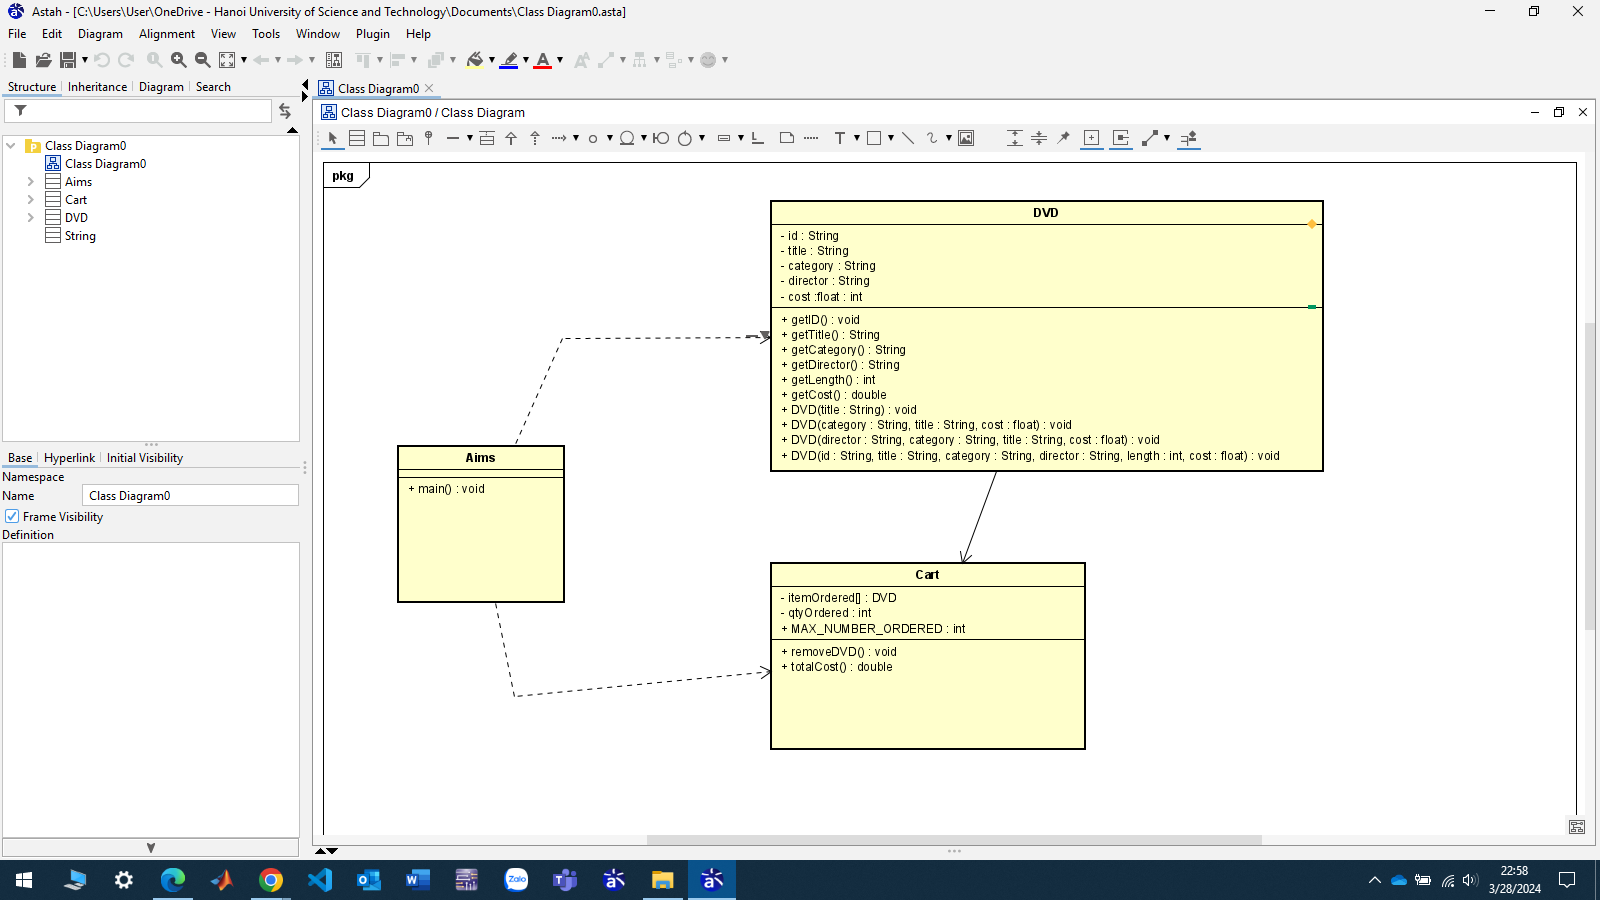 Astah - [C:\Users\User\OneDrive - Hanoi University of Science and Technology\Documents\Class Diagram0.asta]
File Edit Diagram Alignment View Tools Window Plugin Help
Structure Inheritance Diagram Search
Class Diagram0
Class Diagram0 / Class Diagram
Class Diagram0
Class Diagram0
Aims
Cart
DVD
String
Base Hyperlink Initial Visibility
Namespace
Name Class Diagram0
Frame Visibility
Definition
pkg
DVD
- id : String
- title : String
- category : String
- director : String
- cost :float : int
+ getID() : void
+ getTitle() : String
+ getCategory() : String
+ getDirector() : String
+ getLength() : int
+ getCost() : double
+ DVD(title : String) : void
+ DVD(category : String, title : String, cost : float) : void
+ DVD(director : String, category : String, title : String, cost : float) : void
+ DVD(id : String, title : String, category : String, director : String, length : int, cost : float) : void
Aims
+ main() : void
Cart
- itemOrdered[] : DVD
- qtyOrdered : int
+ MAX_NUMBER_ORDERED : int
+ removeDVD() : void
+ totalCost() : double
Zalo
22:58
3/28/2024